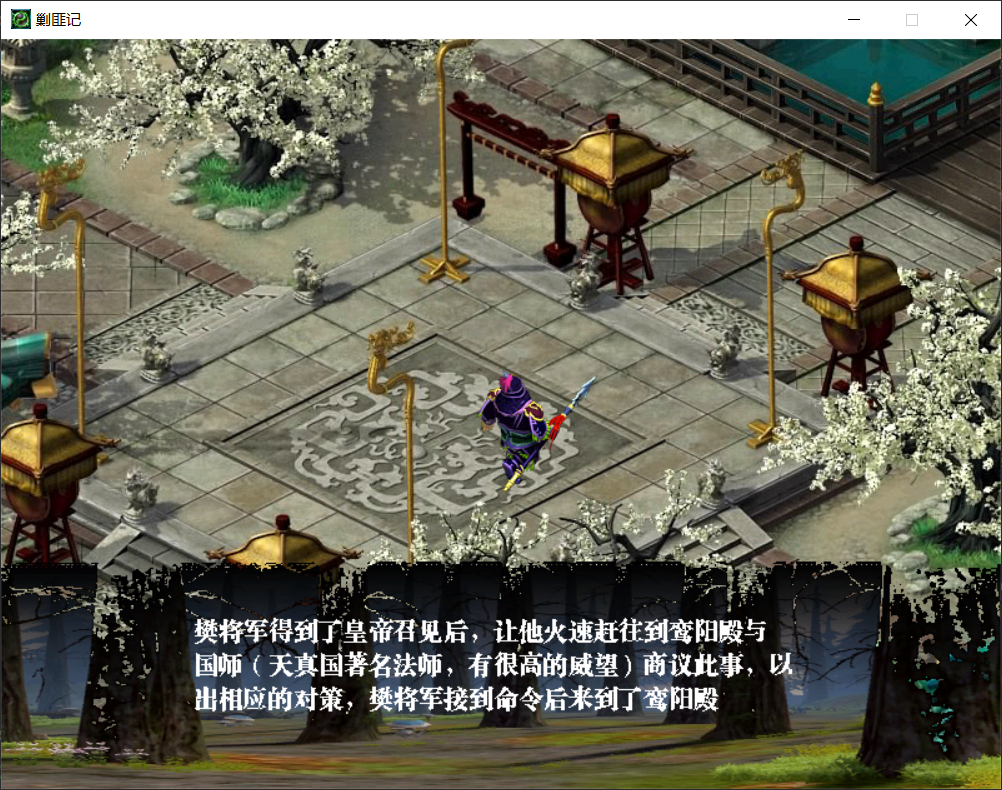 剿匪记
樊将军得到了皇帝召见后，让他火速赶往到鸾阳殿与
国师（天真国著名法师，有很高的威望）商议此事，以
出相应的对策，樊将军接到命令后来到了鸾阳殿